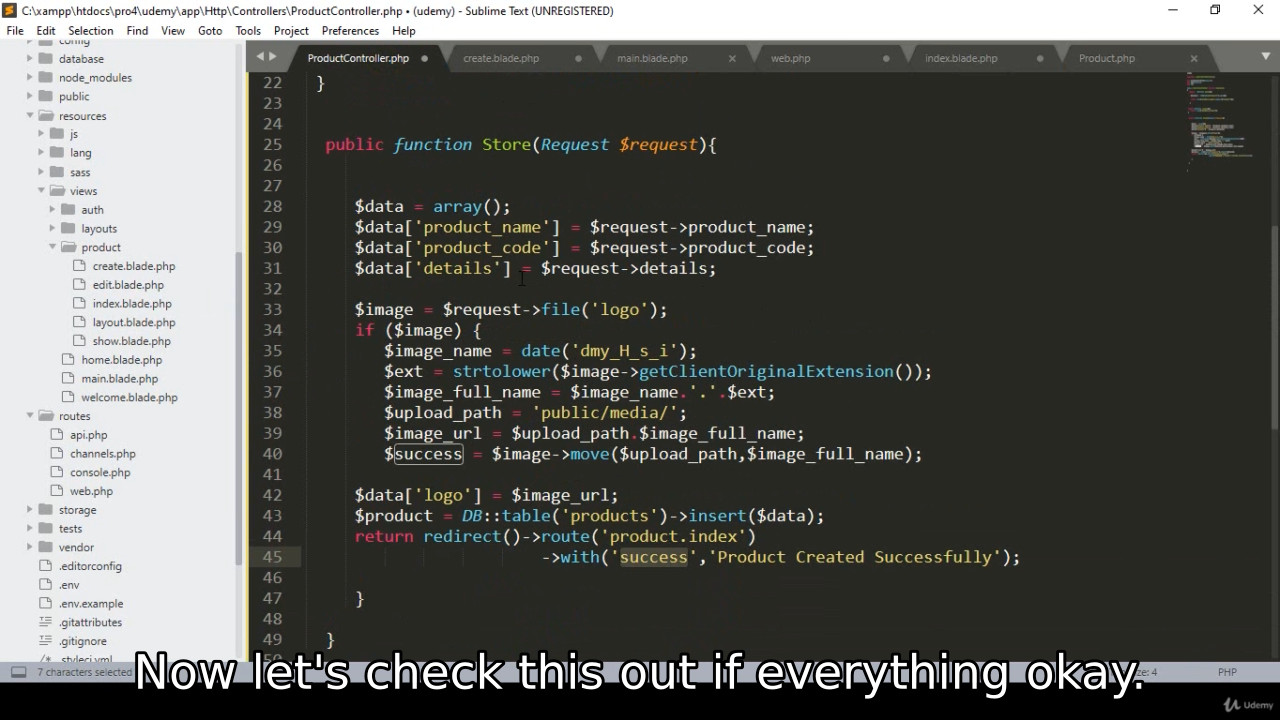 C:\xampp\htdocs\pro4\udemy\app\Http\Controllers\ProductController.php • (udemy) - Sublime Text (UNREGISTERED)
File Edit Selection Find View Goto Tools Project Preferences Help
config
database
node_modules
public
resources
js
lang
sass
views
auth
layouts
product
create.blade.php
edit.blade.php
index.blade.php
layout.blade.php
show.blade.php
home.blade.php
main.blade.php
welcome.blade.php
routes
api.php
channels.php
console.php
web.php
storage
tests
vendor
.editorconfig
.env
.env.example
.gitattributes
.gitignore
.styleci.yml
ProductController.php create.blade.php main.blade.php web.php index.blade.php Product.php
22 }
23
24
25 public function Store(Request $request){
26
27
28 $data = array();
29 $data['product_name'] = $request->product_name;
30 $data['product_code'] = $request->product_code;
31 $data['details'] = $request->details;
32
33 $image = $request->file('logo');
34 if ($image) {
35 $image_name = date('dmy_H_s_i');
36 $ext = strtolower($image->getClientOriginalExtension());
37 $image_full_name = $image_name.'.'.$ext;
38 $upload_path = 'public/media/';
39 $image_url = $upload_path.$image_full_name;
40 $success = $image->move($upload_path,$image_full_name);
41
42 $data['logo'] = $image_url;
43 $product = DB::table('products')->insert($data);
44 return redirect()->route('product.index')
45 ->with('success','Product Created Successfully');
46
47 }
48
49 }
7 characters selected
PHP
Now let's check this out if everything okay.
Udemy